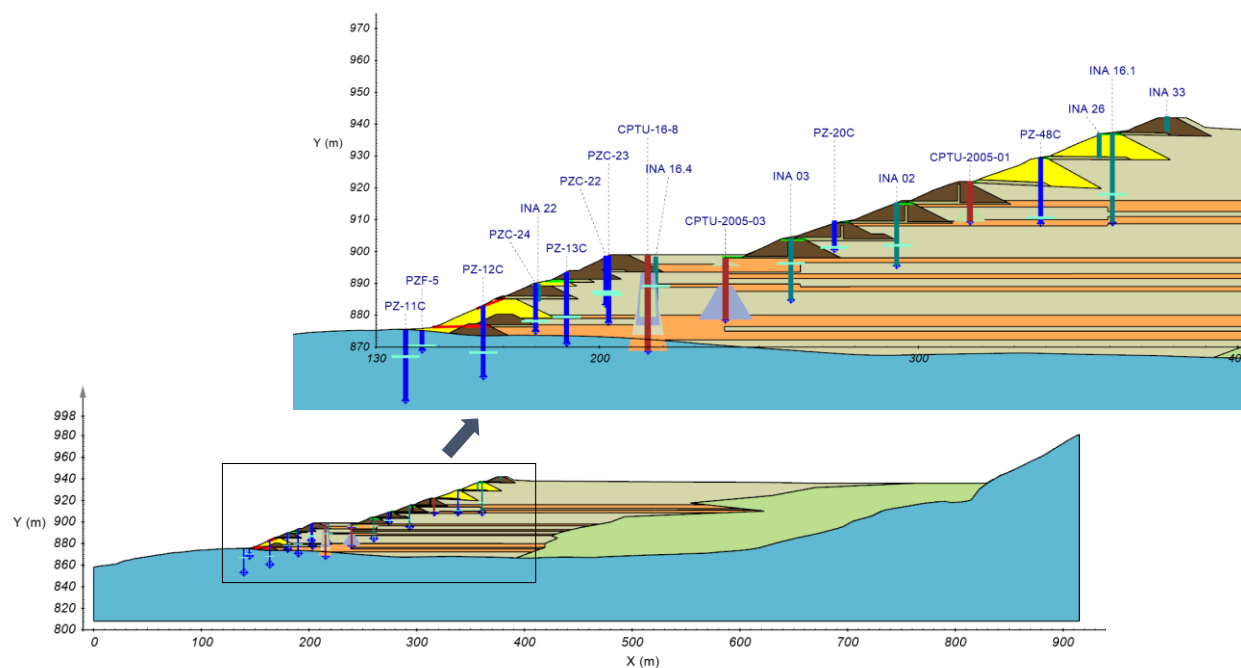 970
960
950
940
Y (m)
930
920
910
900
890
880
870
130
200
300
PZ-11C
PZF-5
PZ-12C
PZC-24
INA 22
PZ-13C
PZC-22
PZC-23
CPTU-16-8
INA 16.4
CPTU-2005-03
INA 03
PZ-20C
INA 02
CPTU-2005-01
PZ-48C
INA 26
INA 16.1
INA 33
998
980
960
940
Y (m)
920
900
880
860
840
820
800
0
100
200
300
400
500
600
700
800
900
X (m)